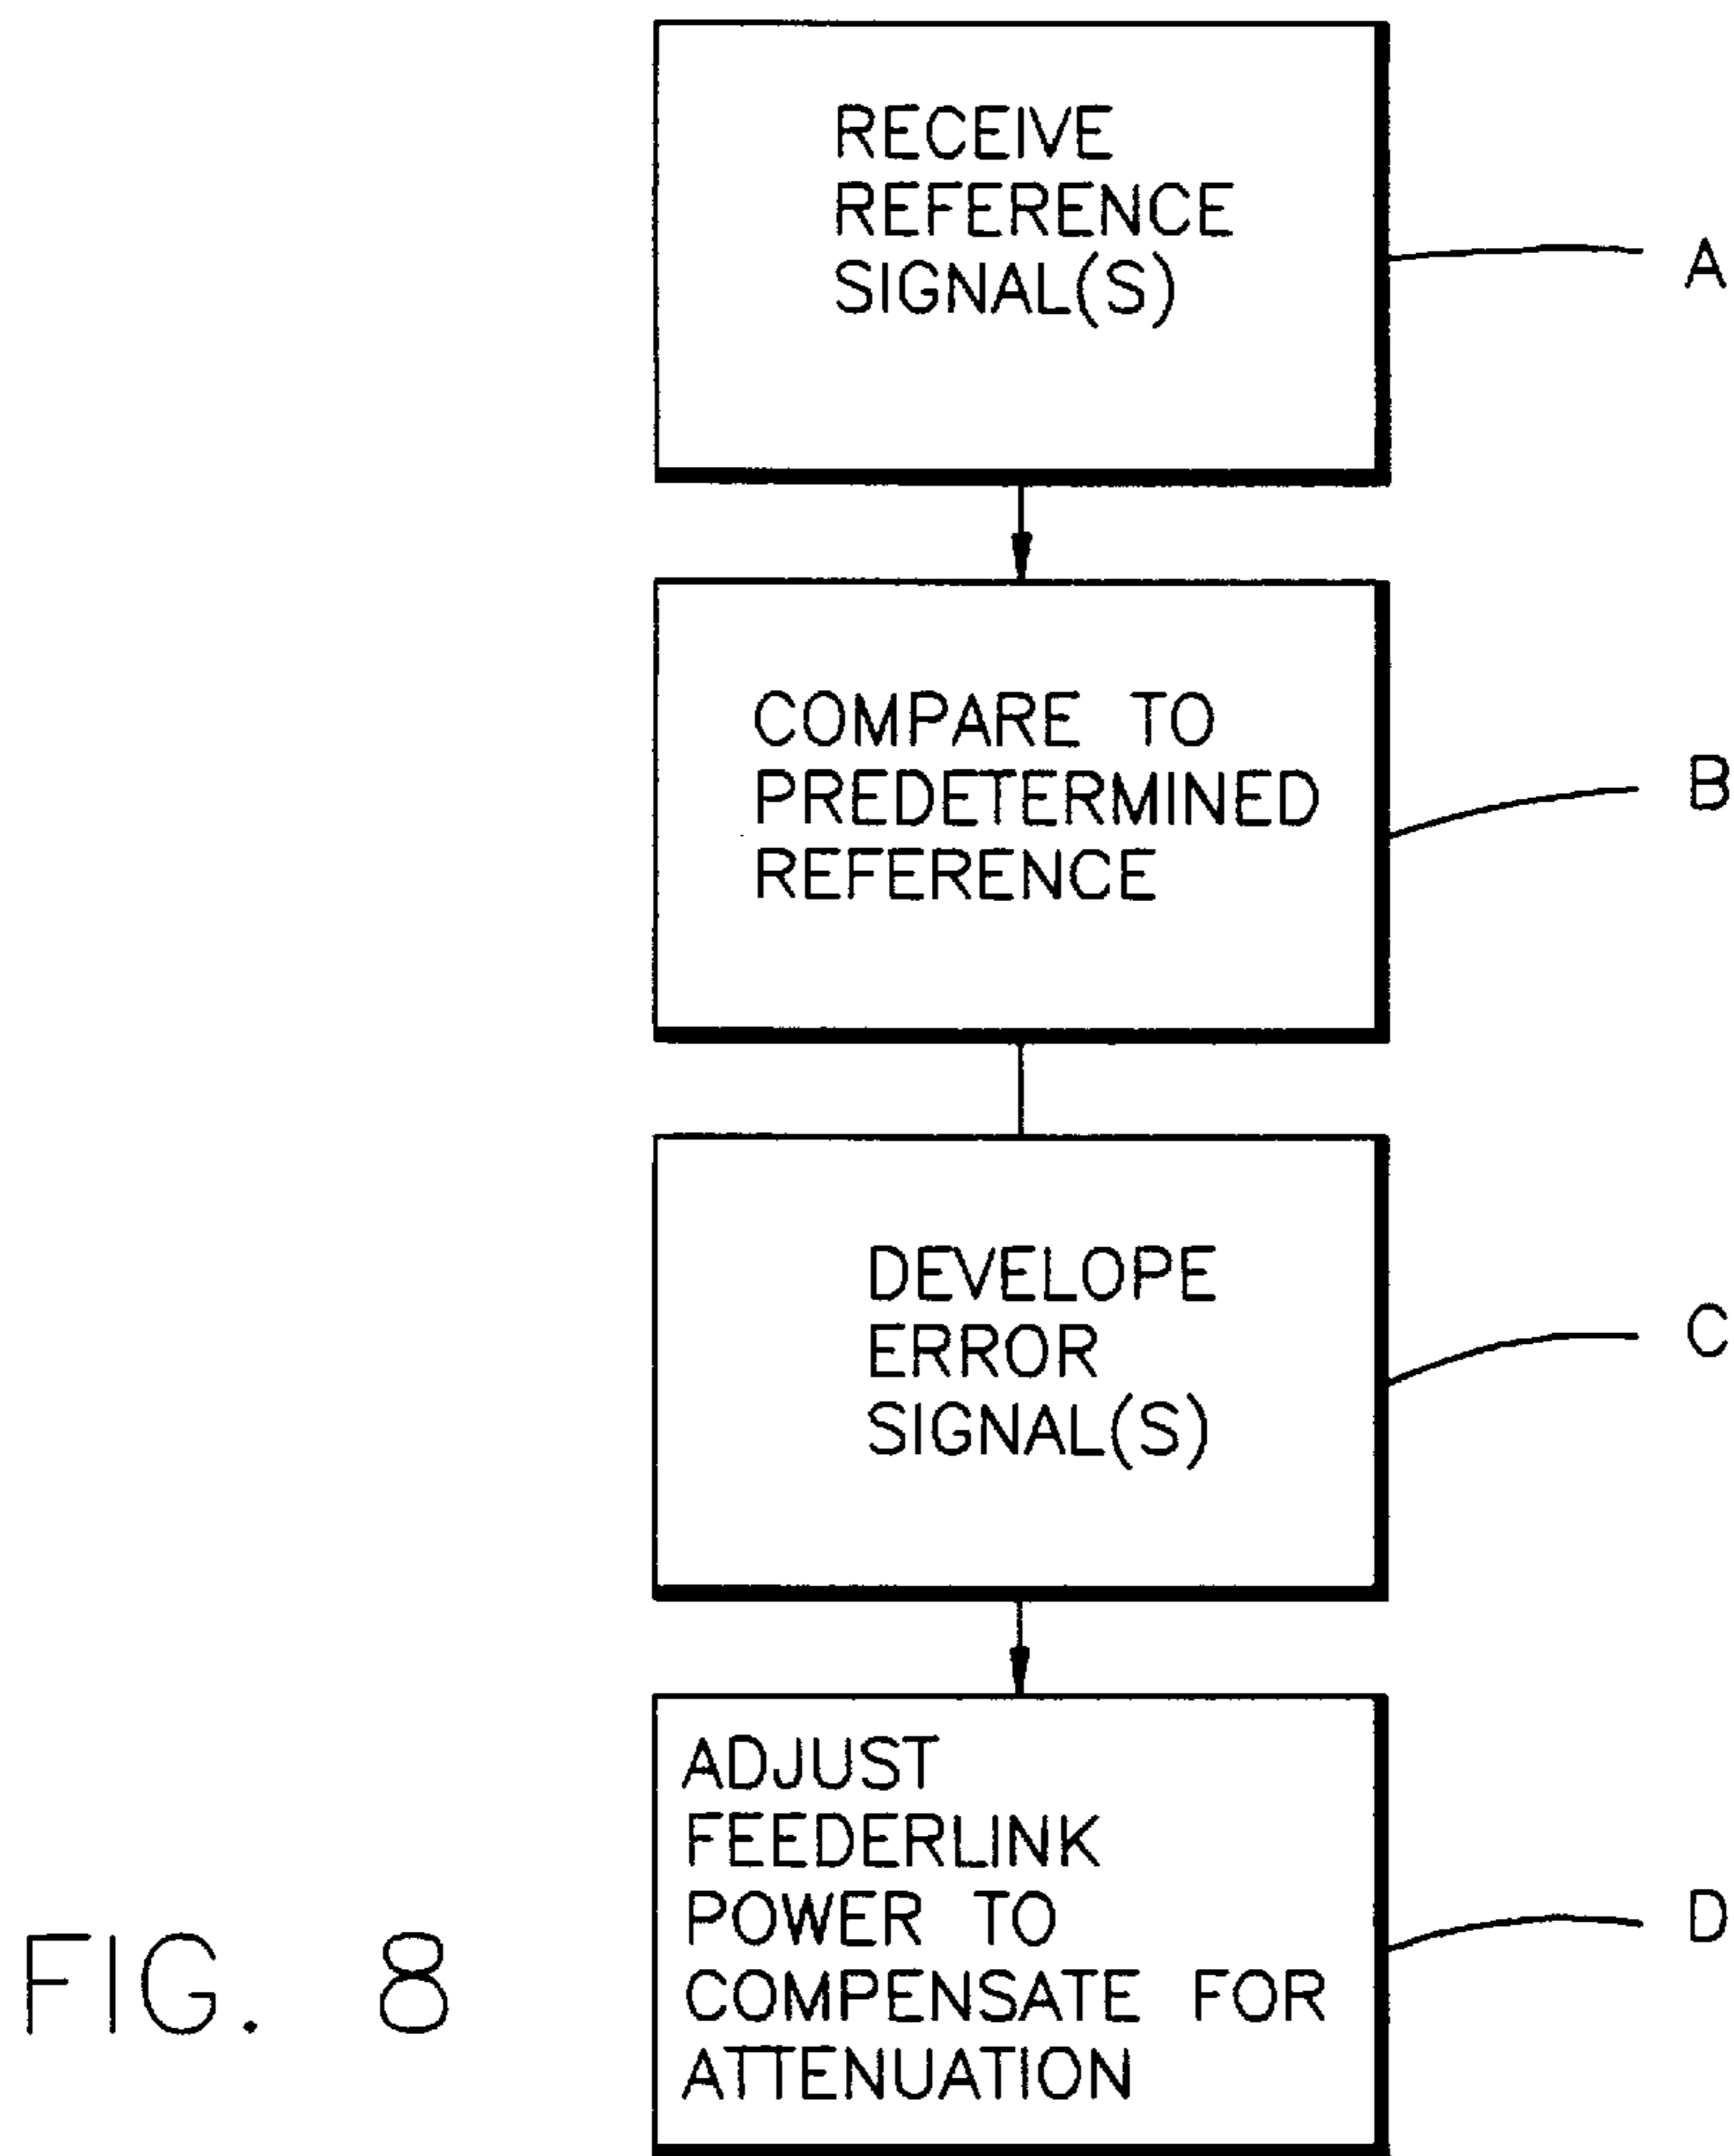 RECEIVE
REFERENCE
SIGNAL(S)
A
COMPARE TO
PREDETERMINED
REFERENCE
B
DEVELOPE
ERROR
SIGNAL(S)
C
ADJUST
FEEDERLINK
POWER TO
COMPENSATE FOR
ATTENUATION
D
FIG. 8